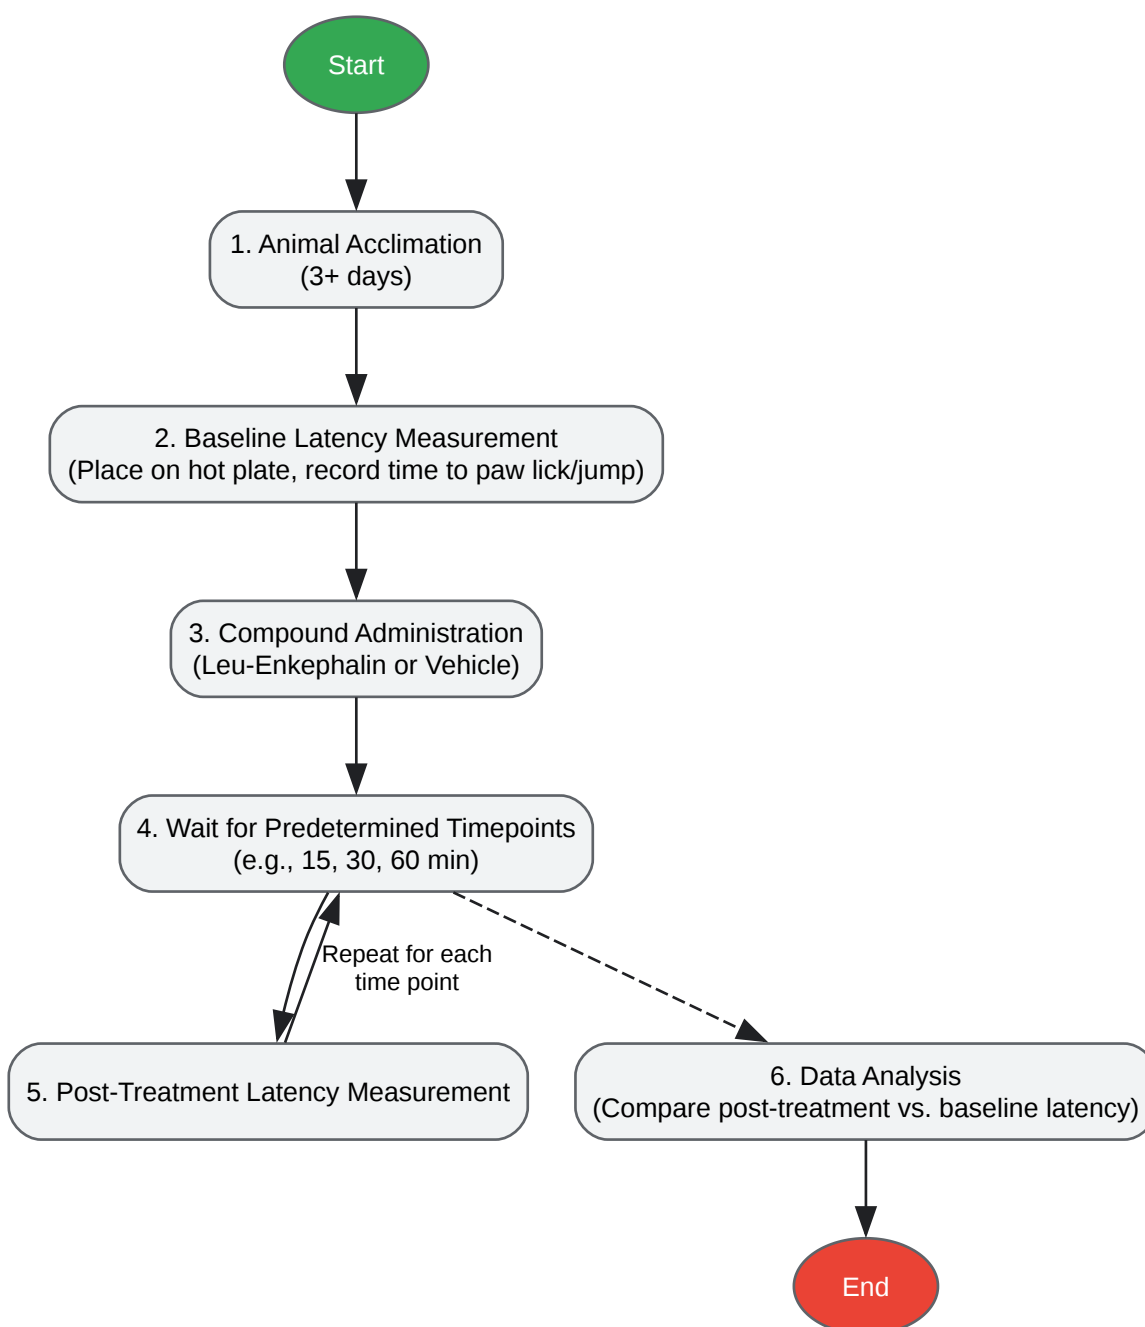 Start
1. Animal Acclimation
(3+ days)
2. Baseline Latency Measurement
(Place on hot plate, record time to paw lick/jump)
3. Compound Administration
(Leu-Enkephalin or Vehicle)
4. Wait for Predetermined Timepoints
(e.g., 15, 30, 60 min)
Repeat for each
time point
5. Post-Treatment Latency Measurement
6. Data Analysis
(Compare post-treatment vs. baseline latency)
End